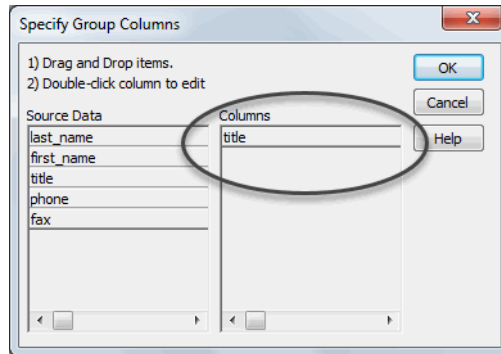 Specify Group Columns
1) Drag and Drop items.
2) Double-click column to edit
OK
Cancel
Help
Source Data
last_name
first_name
title
phone
fax
Columns
title